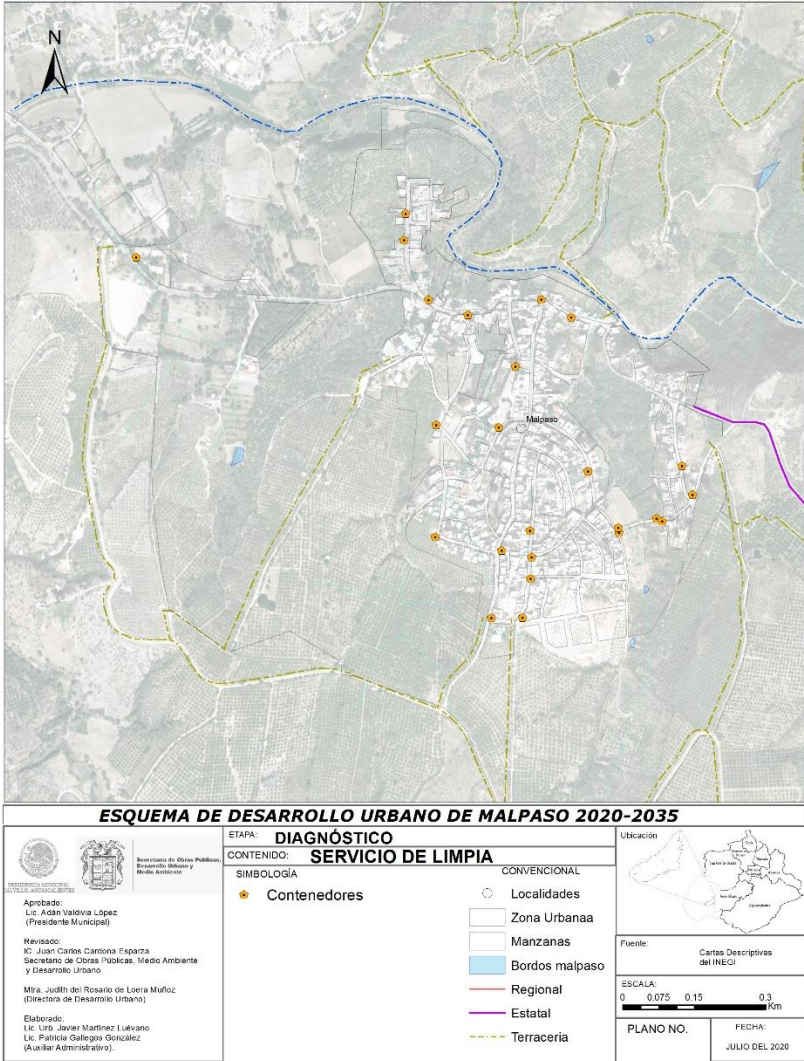 N
Malpaso
ESQUEMA DE DESARROLLO URBANO DE MALPASO 2020-2035
PRESIDENCIA MUNICIPAL
CALVILLO, AGUASCALIENTES
Secretaria de Obras Públicas,
Desarrollo Urbano y
Medio Ambiente
Aprobado:
Lic. Adán Valdivia López
(Presidente Municipal)
Revisado:
IC. Juan Carlos Cardona Esparza
Secretario de Obras Públicas, Medio Ambiente
y Desarrollo Urbano
Mtra. Judith del Rosario de Loera Muñoz
(Directora de Desarrollo Urbano)
Elaborado:
Lic. Urb. Javier Martínez Luévano
Lic. Patricia Gallegos González
(Auxiliar Administrativo).
ETAPA: DIAGNÓSTICO
CONTENIDO: SERVICIO DE LIMPIA
SIMBOLOGÍA
Contenedores
CONVENCIONAL
Localidades
Zona Urbanaa
Manzanas
Bordos malpaso
Regional
Estatal
Terraceria
Ubicación
Fuente:
Cartas Descriptivas
del INEGI
ESCALA:
0 0.075 0.15 0.3
Km
PLANO NO.
FECHA:
JULIO DEL 2020